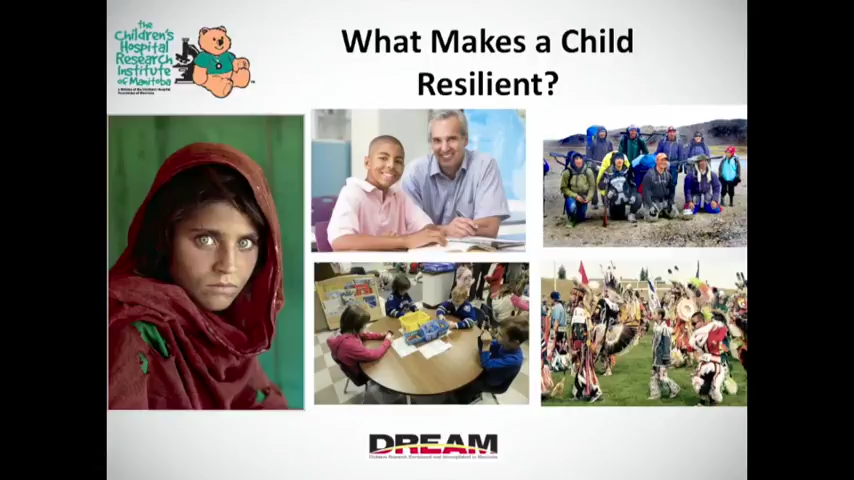 the
Children's
Hospital
Research
Institute
of Manitoba
What Makes a Child
Resilient?
DREAM